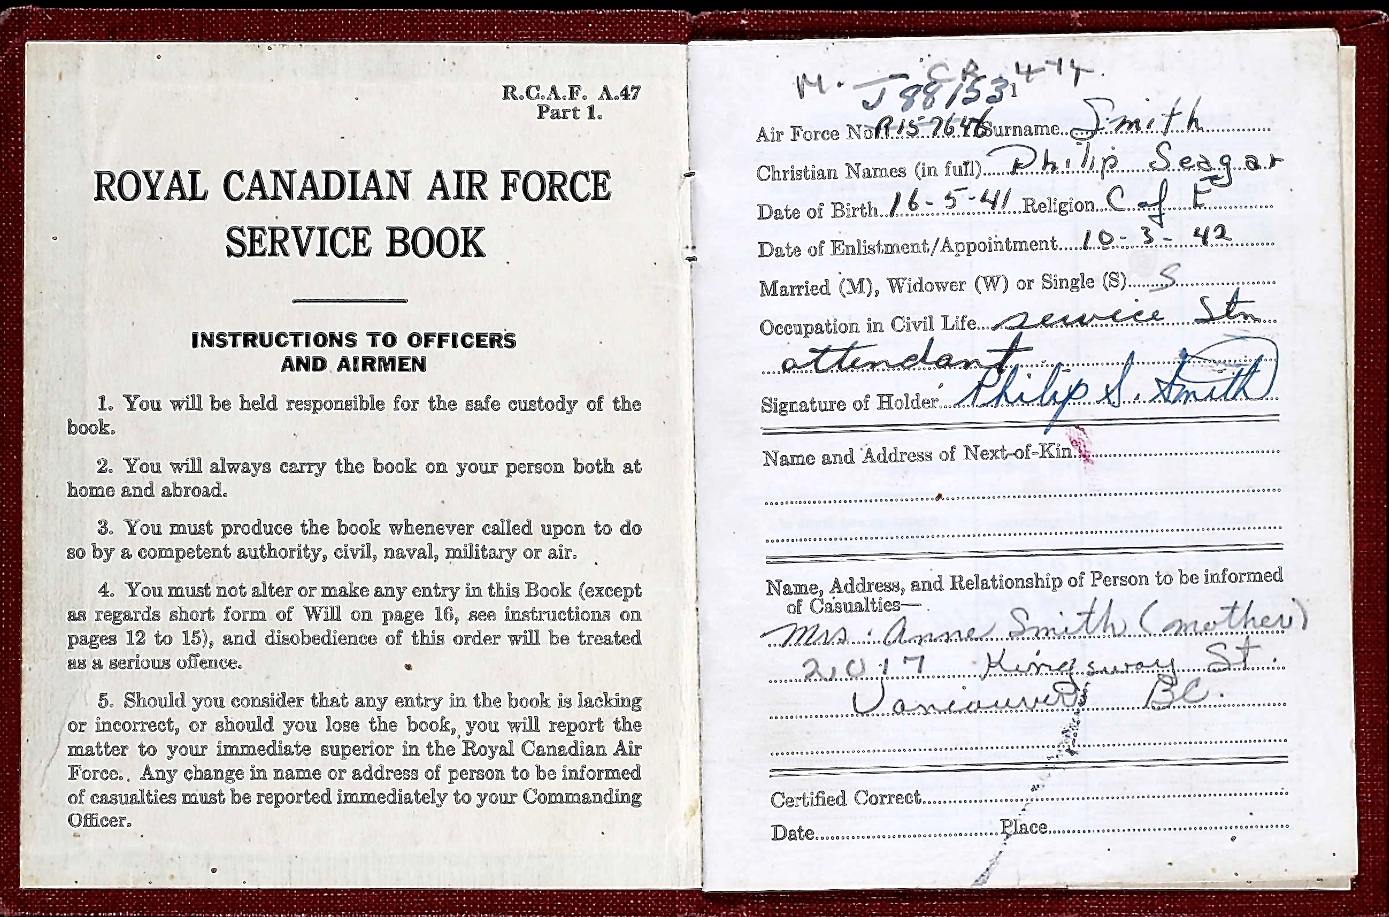 R.C.A.F. A.47
Part 1.
ROYAL CANADIAN AIR FORCE
SERVICE BOOK
INSTRUCTIONS TO OFFICERS
AND AIRMEN
1. You will be held responsible for the safe custody of the
book.
2. You will always carry the book on your person both at
home and abroad.
3. You must produce the book whenever called upon to do
so by a competent authority, civil, naval, military or air.
4. You must not alter or make any entry in this Book (except
as regards short form of Will on page 16, see instructions on
pages 12 to 15), and disobedience of this order will be treated
as a serious offence.
5. Should you consider that any entry in the book is lacking
or incorrect, or should you lose the book, you will report the
matter to your immediate superior in the Royal Canadian Air
Force. Any change in name or address of person to be informed
of casualties must be reported immediately to your Commanding
Officer.
M. 474.
J88153
1
Air Force No. R157646 Surname Smith
Christian Names (in full) Philip Seagar
Date of Birth 16-5-41 Religion C of E
Date of Enlistment/Appointment 10-3-42
Married (M), Widower (W) or Single (S) S
Occupation in Civil Life service Stn
attendant
Signature of Holder Philip S. Smith
Name and Address of Next-of-Kin
Name, Address, and Relationship of Person to be informed
of Casualties—
Mrs. Anne Smith (mother)
2017 Kingsway St.
Vancouver BC.
Certified Correct
Date Place